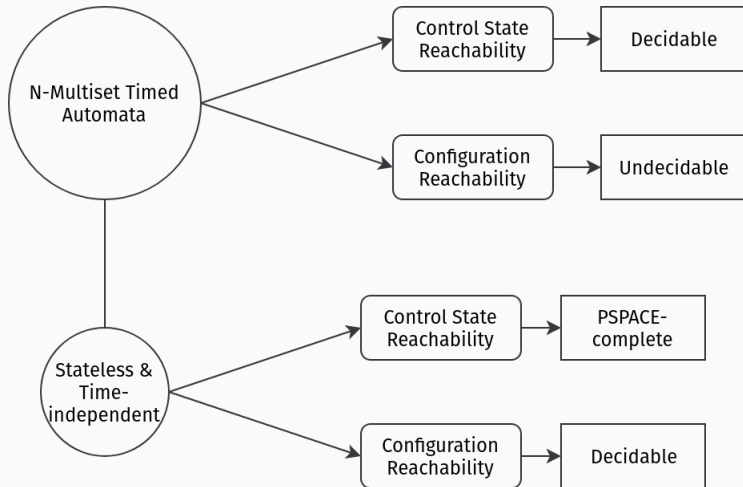 N-Multiset Timed
Automata
Control State
Reachability
Decidable
Configuration
Reachability
Undecidable
Stateless &
Time-
independent
Control State
Reachability
PSPACE-
complete
Configuration
Reachability
Decidable